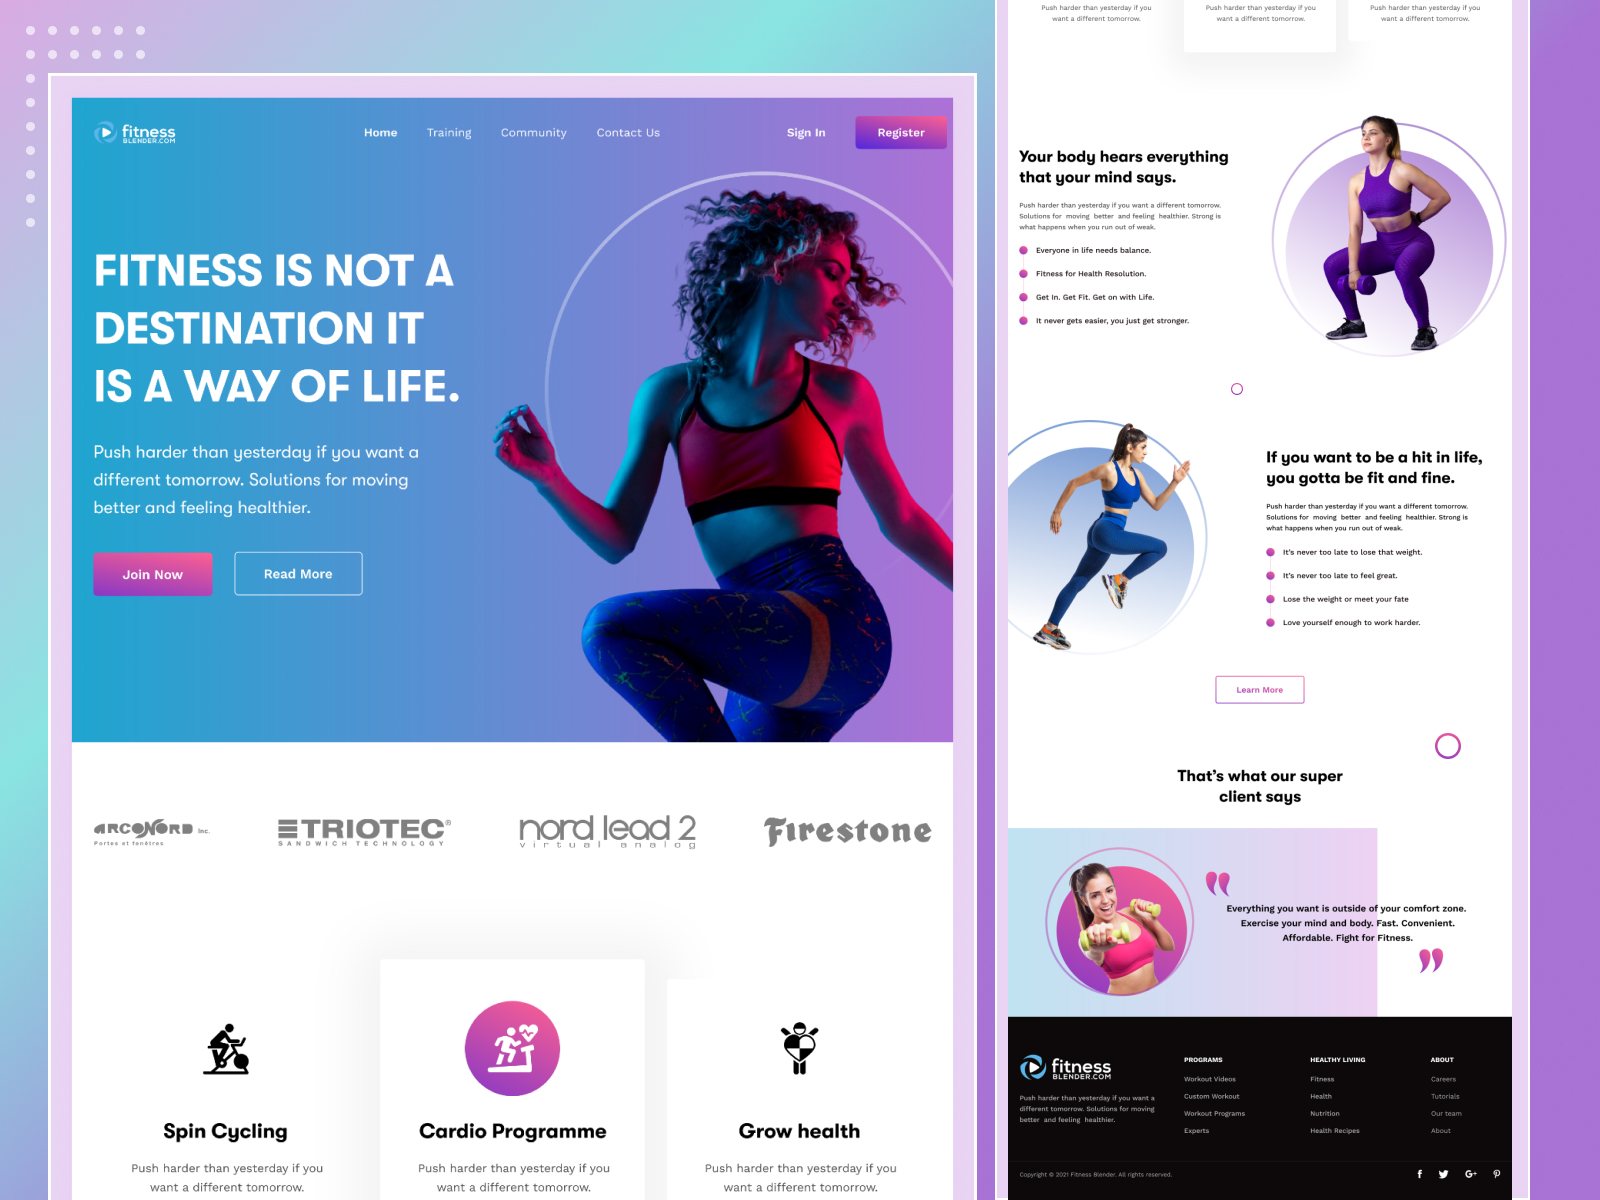 fitness
BLENDER.COM
Home
Training
Community
Contact Us
Sign In
Register
FITNESS IS NOT A
DESTINATION IT
IS A WAY OF LIFE.
Push harder than yesterday if you want a
different tomorrow. Solutions for moving
better and feeling healthier.
Join Now
Read More
ARCONORD Inc.
Portes et fenêtres
TRIOTEC®
SANDWICH TECHNOLOGY
nord lead 2
virtual analog
Firestone
Spin Cycling
Push harder than yesterday if you
want a different tomorrow.
Cardio Programme
Push harder than yesterday if you
want a different tomorrow.
Grow health
Push harder than yesterday if you
want a different tomorrow.
Push harder than yesterday if you
want a different tomorrow.
Push harder than yesterday if you
want a different tomorrow.
Push harder than yesterday if you
want a different tomorrow.
Your body hears everything
that your mind says.
Push harder than yesterday if you want a different tomorrow.
Solutions for moving better and feeling healthier. Strong is
what happens when you run out of weak.
Everyone in life needs balance.
Fitness for Health Resolution.
Get In. Get Fit. Get on with Life.
It never gets easier, you just get stronger.
If you want to be a hit in life,
you gotta be fit and fine.
Push harder than yesterday if you want a different tomorrow.
Solutions for moving better and feeling healthier. Strong is
what happens when you run out of weak.
It's never too late to lose that weight.
It's never too late to feel great.
Lose the weight or meet your fate
Love yourself enough to work harder.
Learn More
That's what our super
client says
Everything you want is outside of your comfort zone.
Exercise your mind and body. Fast. Convenient.
Affordable. Fight for Fitness.
fitness
BLENDER.COM
Push harder than yesterday if you want a
different tomorrow. Solutions for moving
better and feeling healthier.
PROGRAMS
Workout Videos
Custom Workout
Workout Programs
Experts
HEALTHY LIVING
Fitness
Health
Nutrition
Health Recipes
ABOUT
Careers
Tutorials
Our team
About
Copyright © 2021 Fitness Blender. All rights reserved.